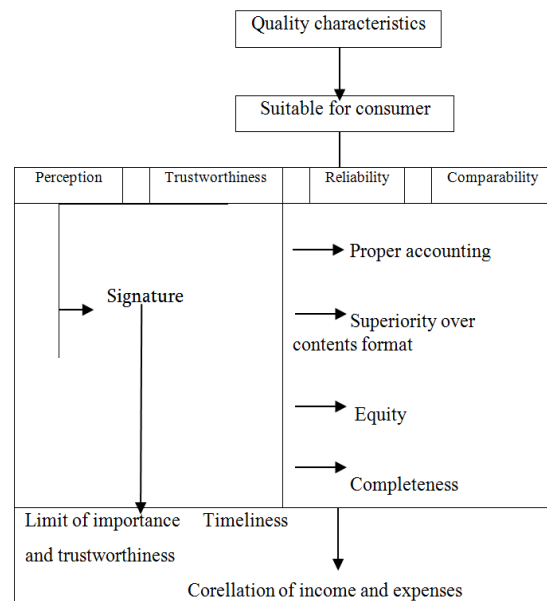 Quality characteristics
Suitable for consumer
Perception
Trustworthiness
Reliability
Comparability
Proper accounting
Signature
Superiority over
contents format
Equity
Completeness
Limit of importance
and trustworthiness
Timeliness
Corellation of income and expenses